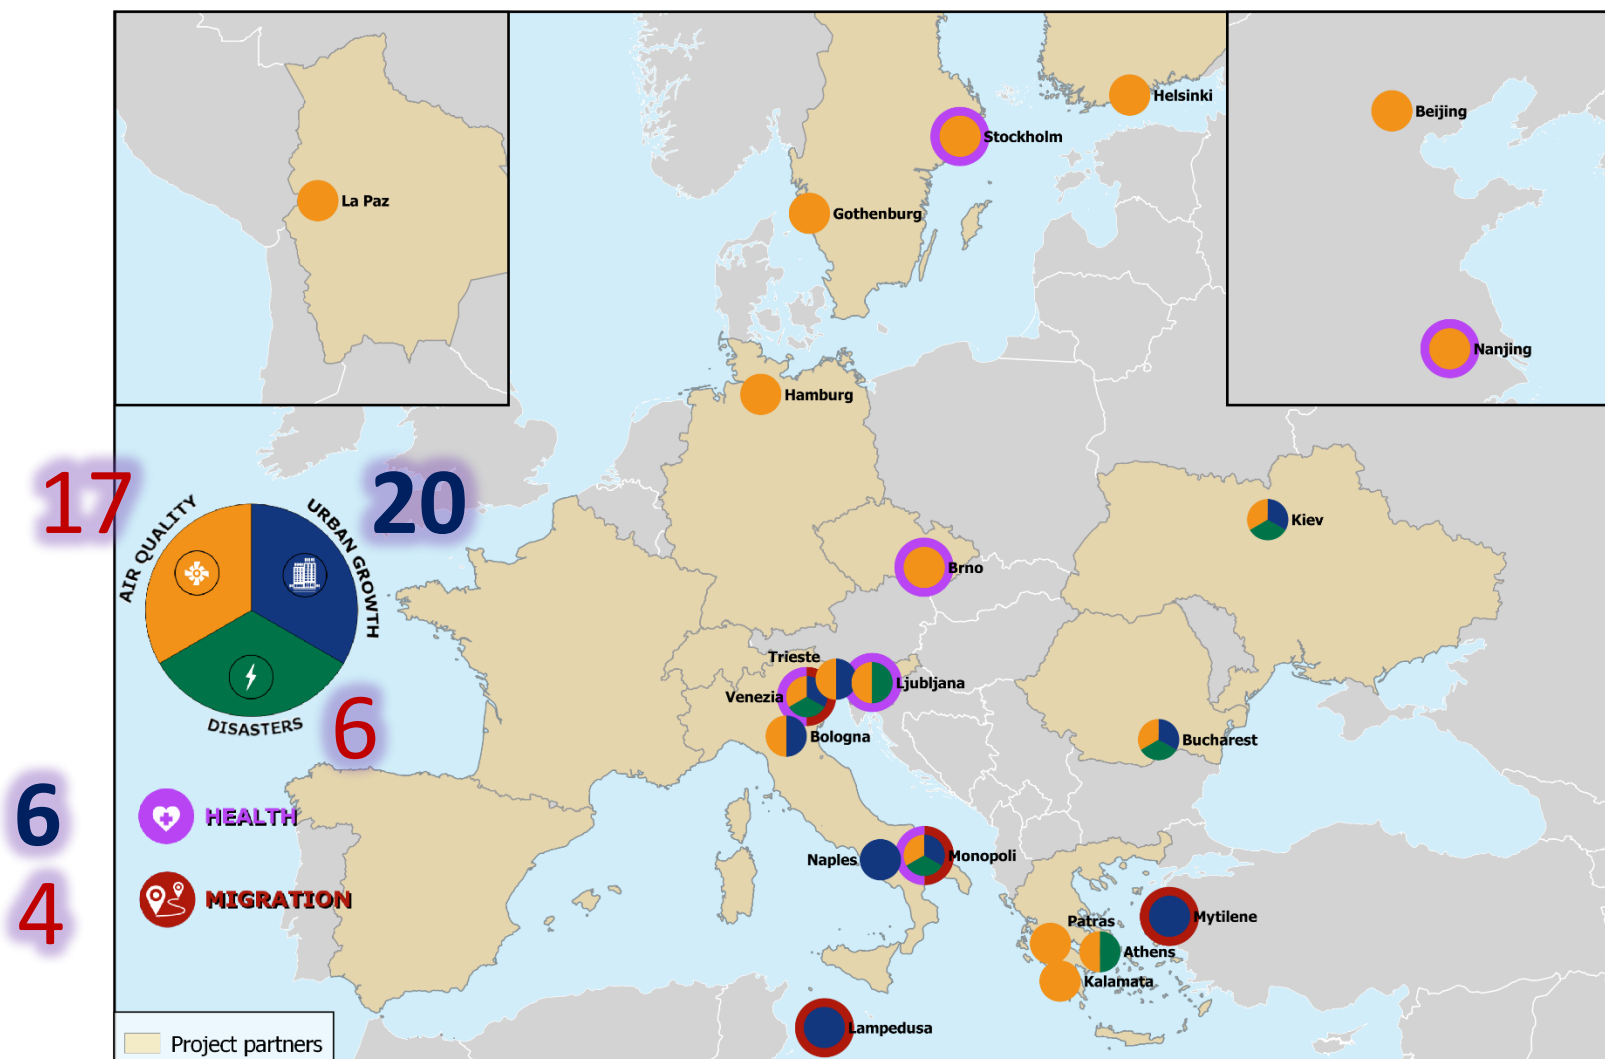 Helsinki
Beijing
Stockholm
La Paz
Gothenburg
Nanjing
Hamburg
17
20
AIR QUALITY
URBAN GROWTH
DISASTERS
6
Kiev
Brno
Trieste
Ljubljana
Venezia
Bologna
Bucharest
6
HEALTH
Naples
Monopoli
4
MIGRATION
Mytilene
Patras
Athens
Kalamata
Lampedusa
Project partners